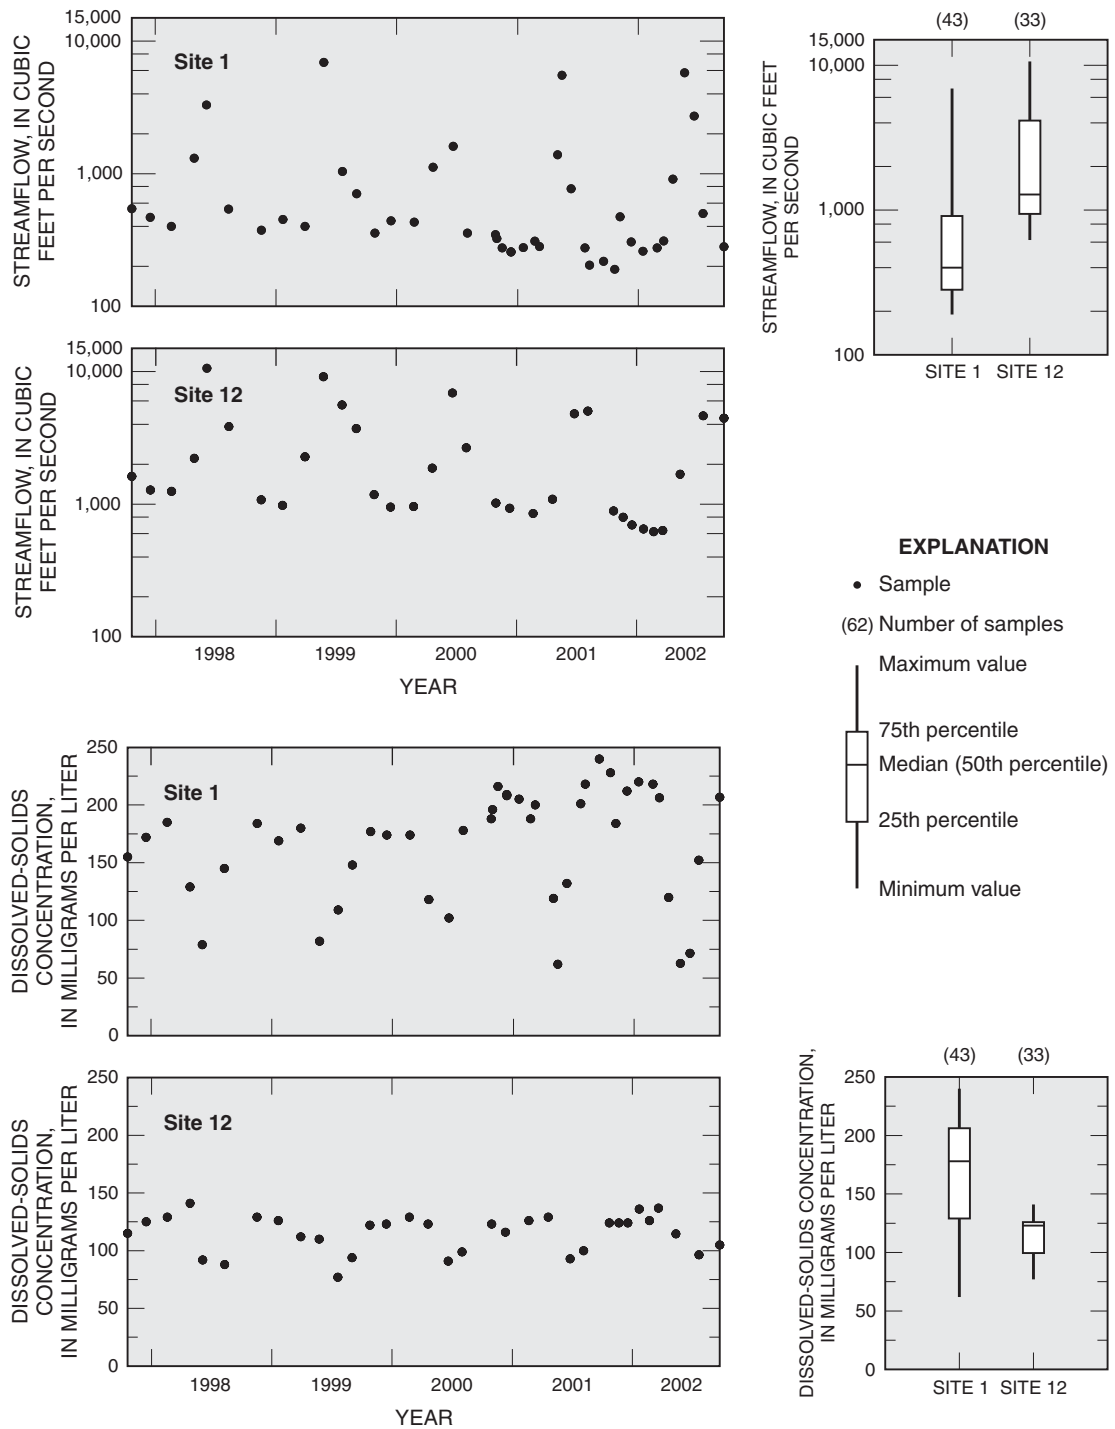 15,000
10,000
1,000
100
STREAMFLOW, IN CUBIC
FEET PER SECOND
Site 1
15,000
10,000
1,000
100
STREAMFLOW, IN CUBIC
FEET PER SECOND
Site 12
1998 1999 2000 2001 2002
YEAR
(43) (33)
15,000
10,000
1,000
100
STREAMFLOW, IN CUBIC FEET
PER SECOND
SITE 1 SITE 12
EXPLANATION
Sample
(62) Number of samples
Maximum value
75th percentile
Median (50th percentile)
25th percentile
Minimum value
250
200
150
100
50
0
DISSOLVED-SOLIDS
CONCENTRATION,
IN MILLIGRAMS PER LITER
Site 1
250
200
150
100
50
0
DISSOLVED-SOLIDS
CONCENTRATION,
IN MILLIGRAMS PER LITER
Site 12
1998 1999 2000 2001 2002
YEAR
(43) (33)
250
200
150
100
50
0
DISSOLVED-SOLIDS CONCENTRATION,
IN MILLIGRAMS PER LITER
SITE 1 SITE 12